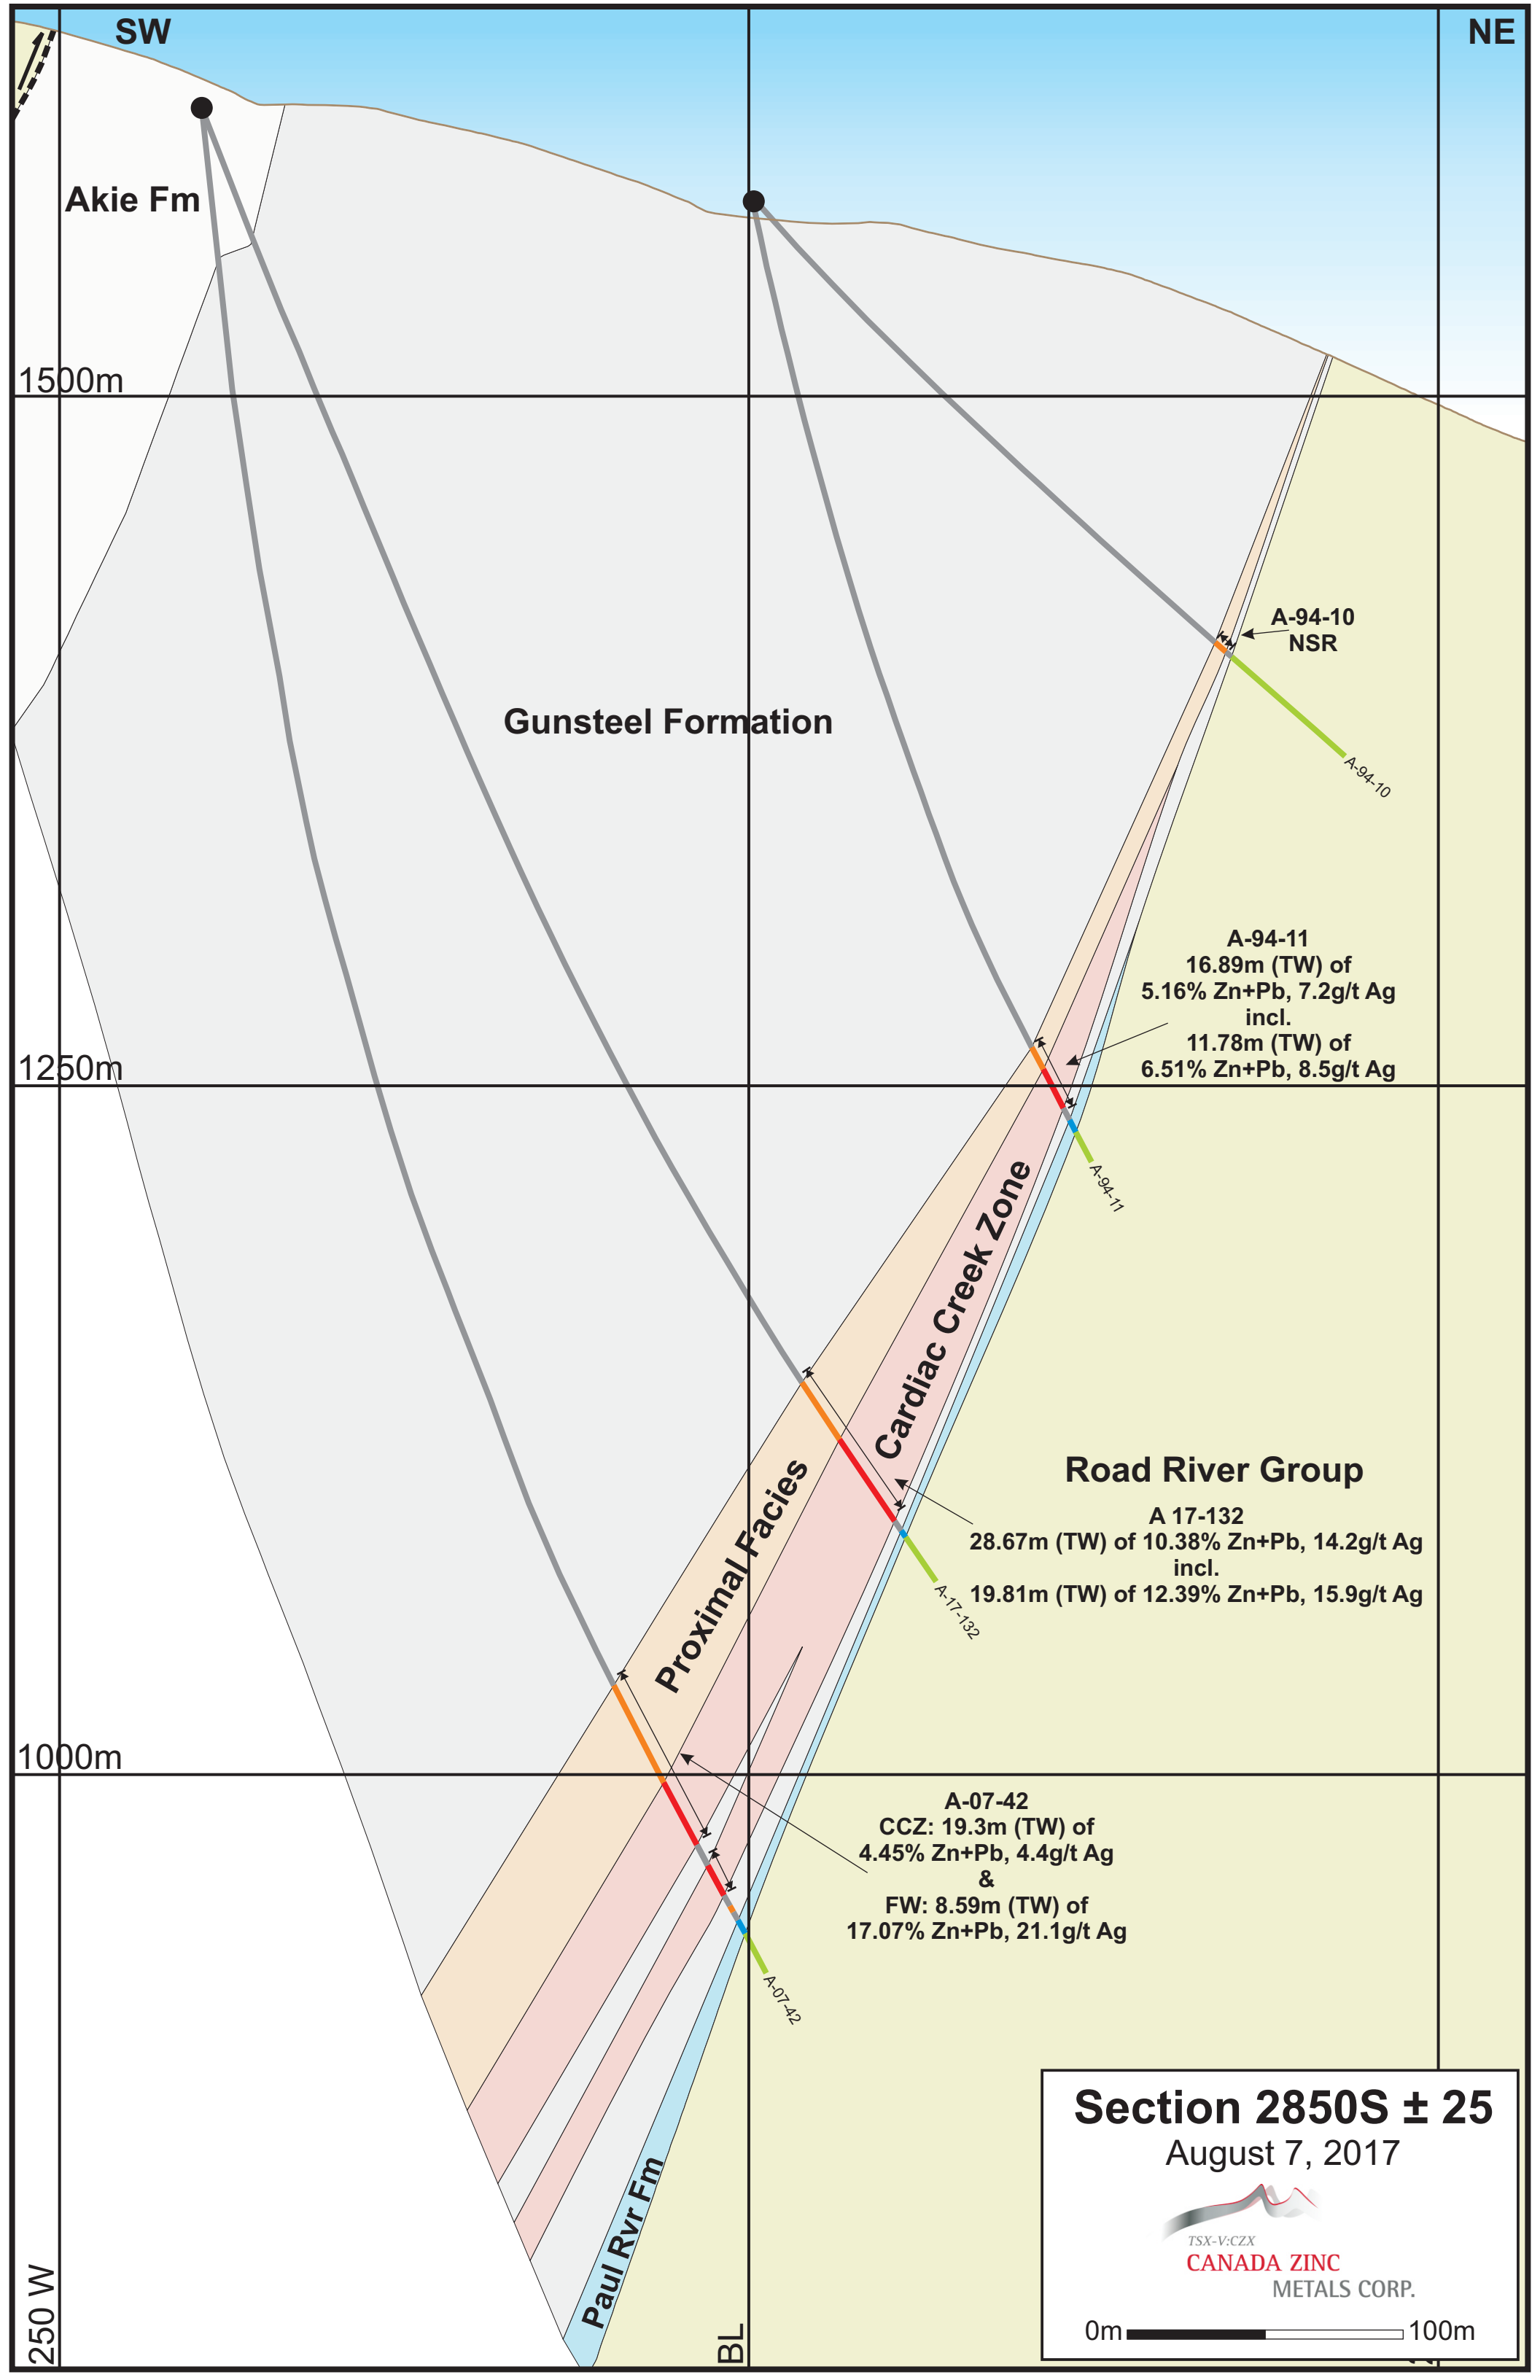 SW
NE
Akie Fm
1500m
A-94-10
NSR
Gunsteel Formation
A-94-10
A-94-11
16.89m (TW) of
5.16% Zn+Pb, 7.2g/t Ag
incl.
11.78m (TW) of
6.51% Zn+Pb, 8.5g/t Ag
1250m
A-94-11
Cardiac Creek Zone
Proximal Facies
Road River Group
A 17-132
28.67m (TW) of 10.38% Zn+Pb, 14.2g/t Ag
incl.
19.81m (TW) of 12.39% Zn+Pb, 15.9g/t Ag
A-17-132
1000m
A-07-42
CCZ: 19.3m (TW) of
4.45% Zn+Pb, 4.4g/t Ag
&
FW: 8.59m (TW) of
17.07% Zn+Pb, 21.1g/t Ag
A-07-42
Paul Rvr Fm
250 W
BL
Section 2850S ± 25
August 7, 2017
TSX-V:CZX
CANADA ZINC
METALS CORP.
0m
100m